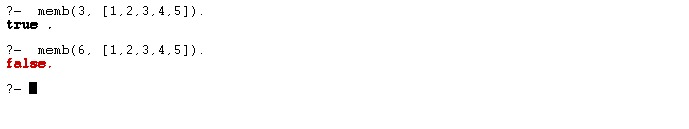 ?-  memb(3, [1,2,3,4,5]).
true .
?-  memb(6, [1,2,3,4,5]).
false.
?-